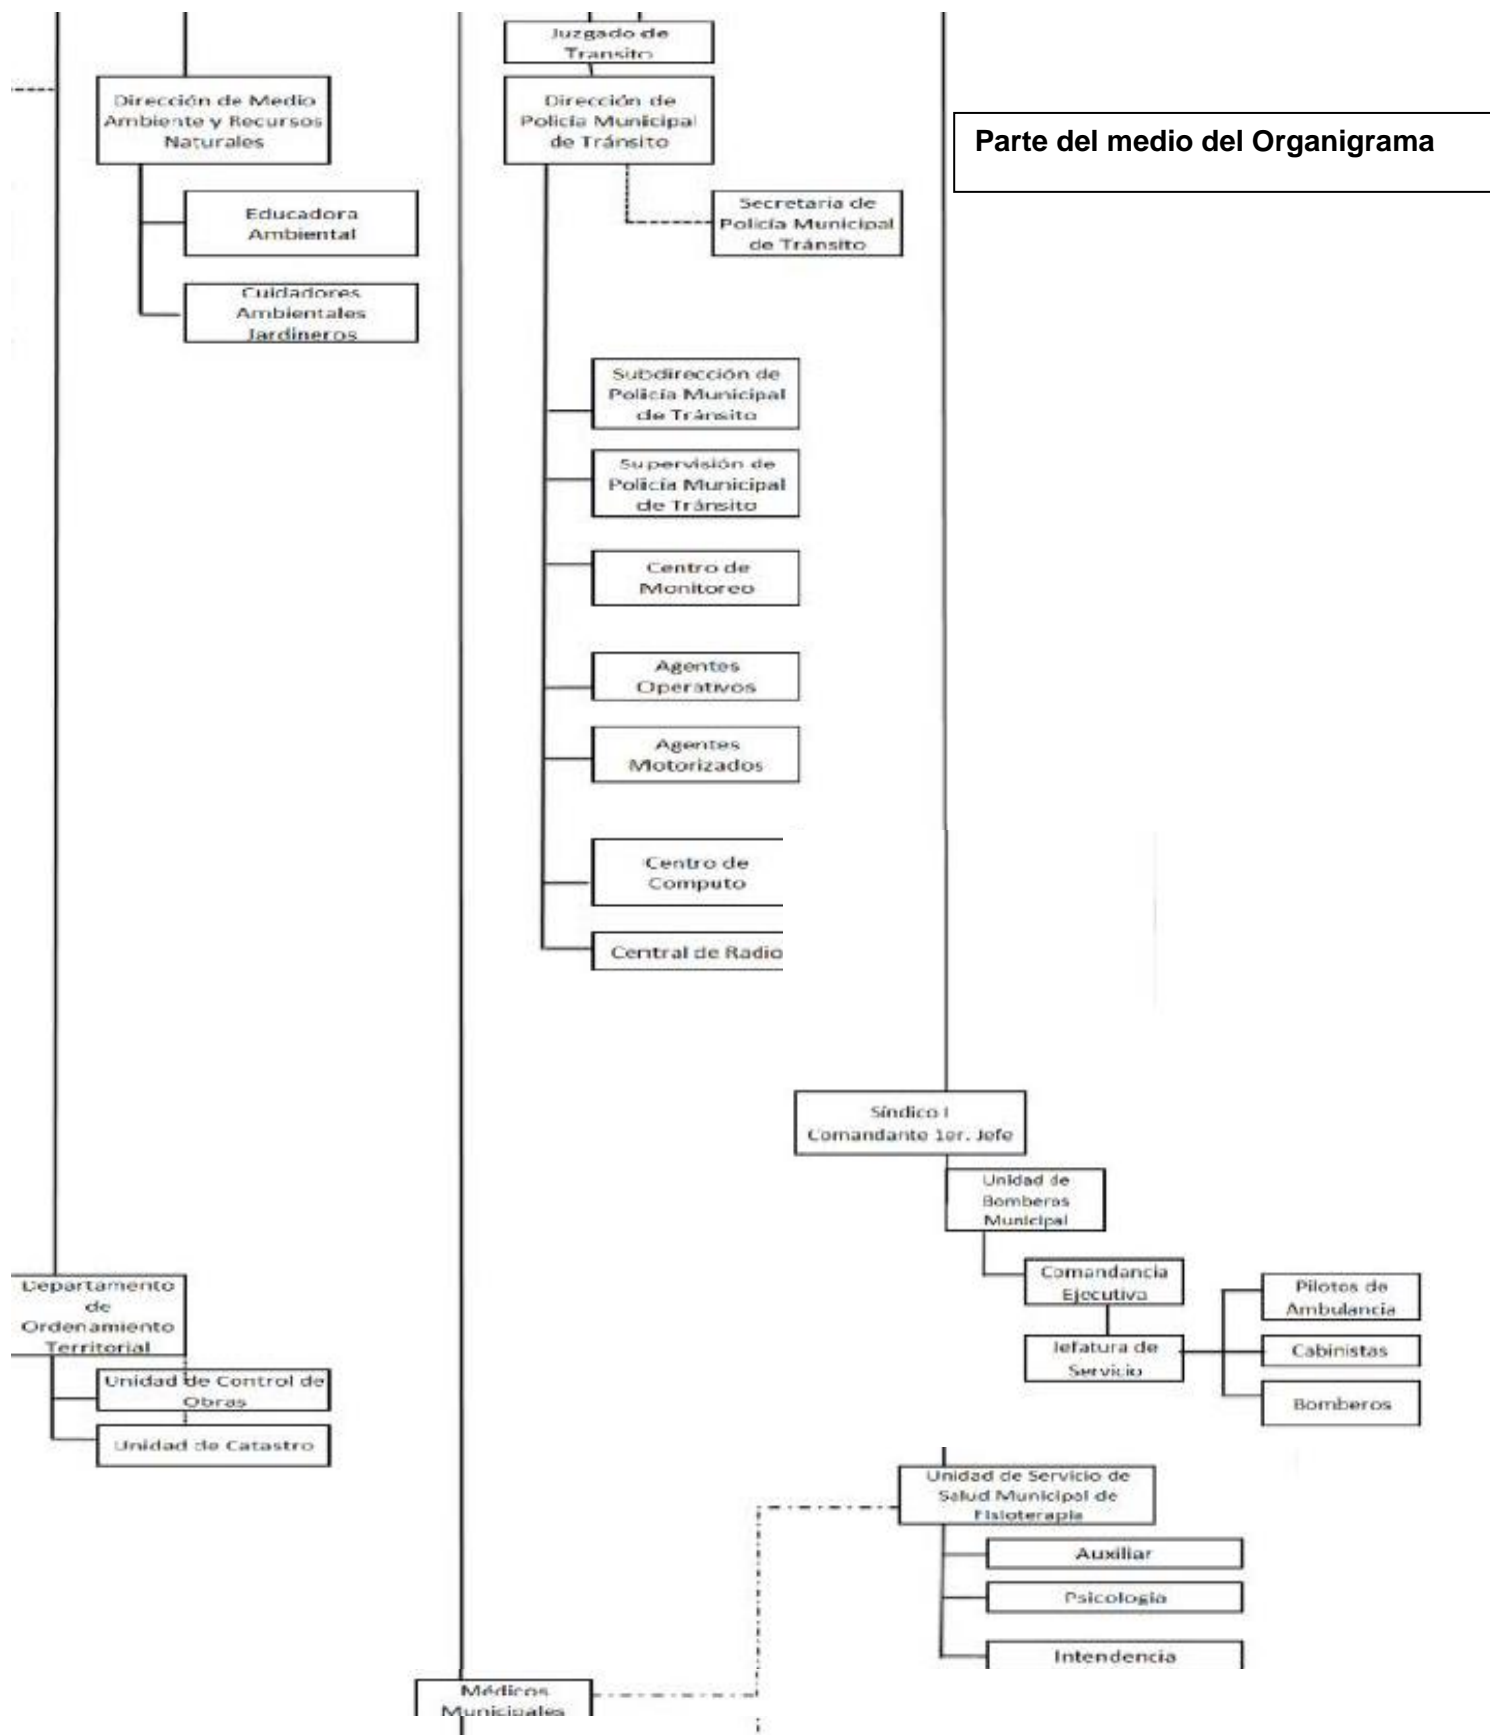 Juzgado de
Transito
Dirección de Medio
Ambiente y Recursos
Naturales
Dirección de
Policía Municipal
de Tránsito
Parte del medio del Organigrama
Educadora
Ambiental
Secretaria de
Policía Municipal
de Tránsito
Cuidadores
Ambientales
Jardineros
Subdirección de
Policía Municipal
de Tránsito
Supervisión de
Policía Municipal
de Tránsito
Centro de
Monitoreo
Agentes
Operativos
Agentes
Motorizados
Centro de
Computo
Central de Radio
Síndico I
Comandante 1er. Jefe
Unidad de
Bomberos
Municipal
Comandancia
Ejecutiva
Jefatura de
Servicio
Pilotos de
Ambulancia
Cabinistas
Bomberos
Departamento
de
Ordenamiento
Territorial
Unidad de Control de
Obras
Unidad de Catastro
Unidad de Servicio de
Salud Municipal de
Fisioterapia
Auxiliar
Psicologia
Intendencia
Médicos
Municipales